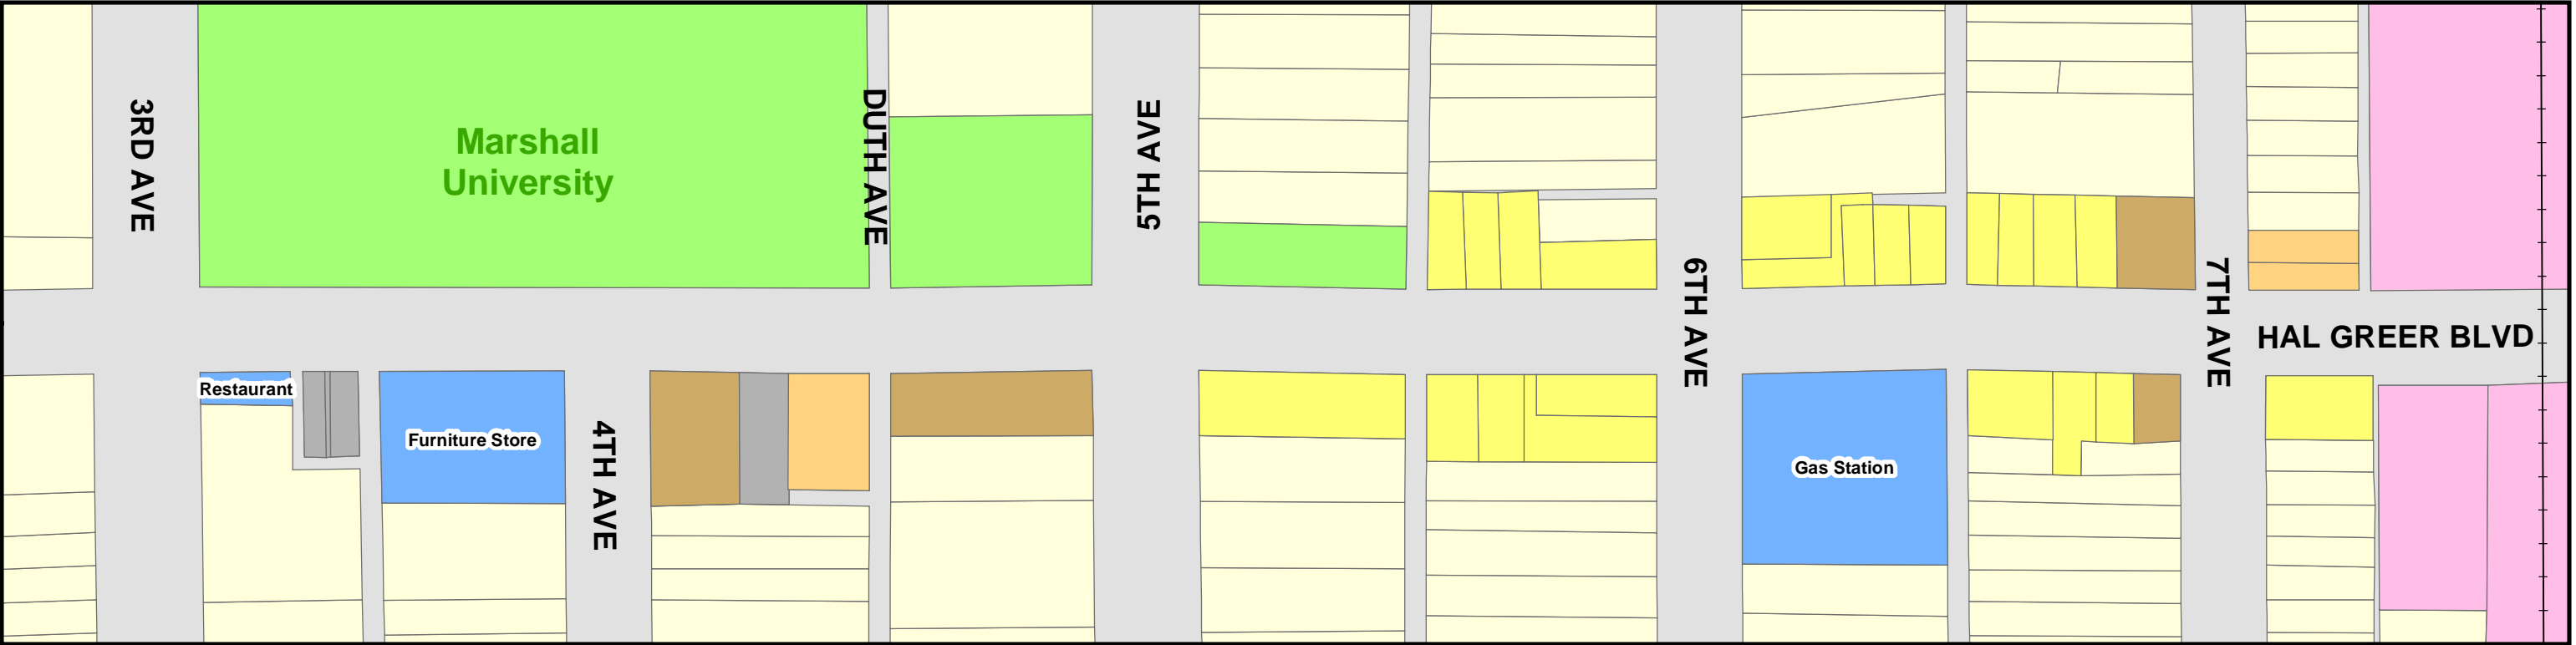 3RD AVE
Marshall
University
DUTH AVE
5TH AVE
6TH AVE
7TH AVE
HAL GREER BLVD
Restaurant
Furniture Store
4TH AVE
Gas Station